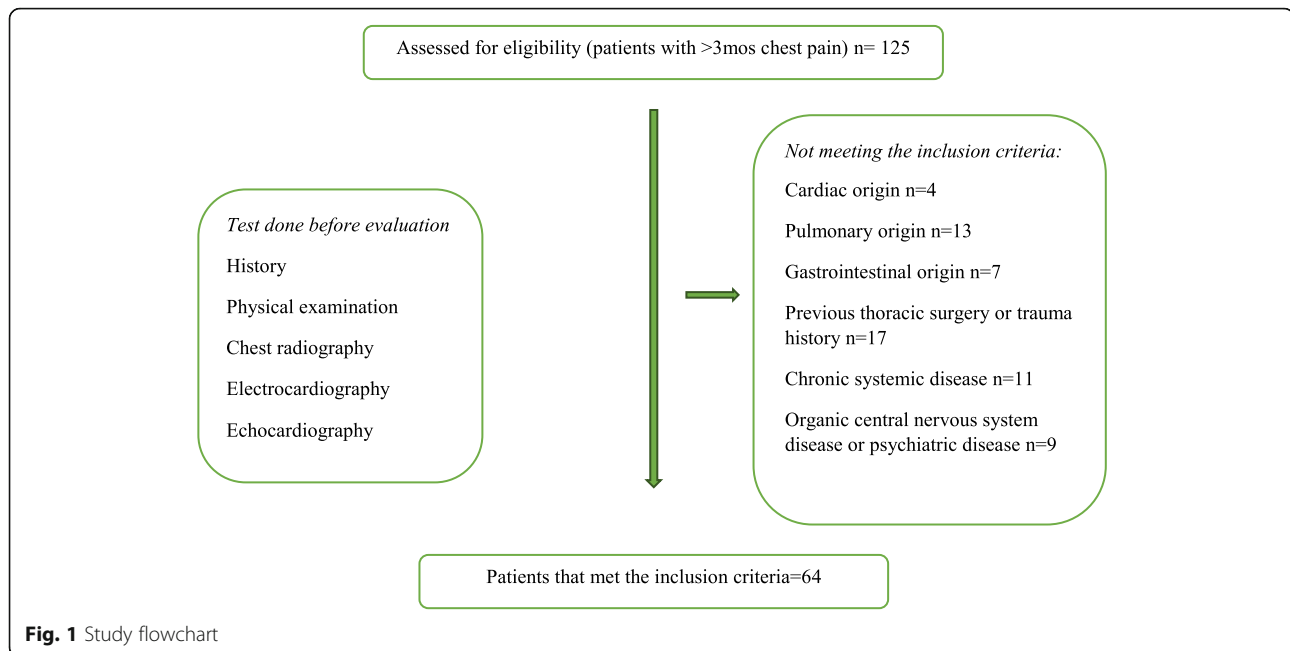 Assessed for eligibility (patients with >3mos chest pain) n= 125
Test done before evaluation
History
Physical examination
Chest radiography
Electrocardiography
Echocardiography
Not meeting the inclusion criteria:
Cardiac origin n=4
Pulmonary origin n=13
Gastrointestinal origin n=7
Previous thoracic surgery or trauma
history n=17
Chronic systemic disease n=11
Organic central nervous system
disease or psychiatric disease n=9
Patients that met the inclusion criteria=64
Fig. 1 Study flowchart